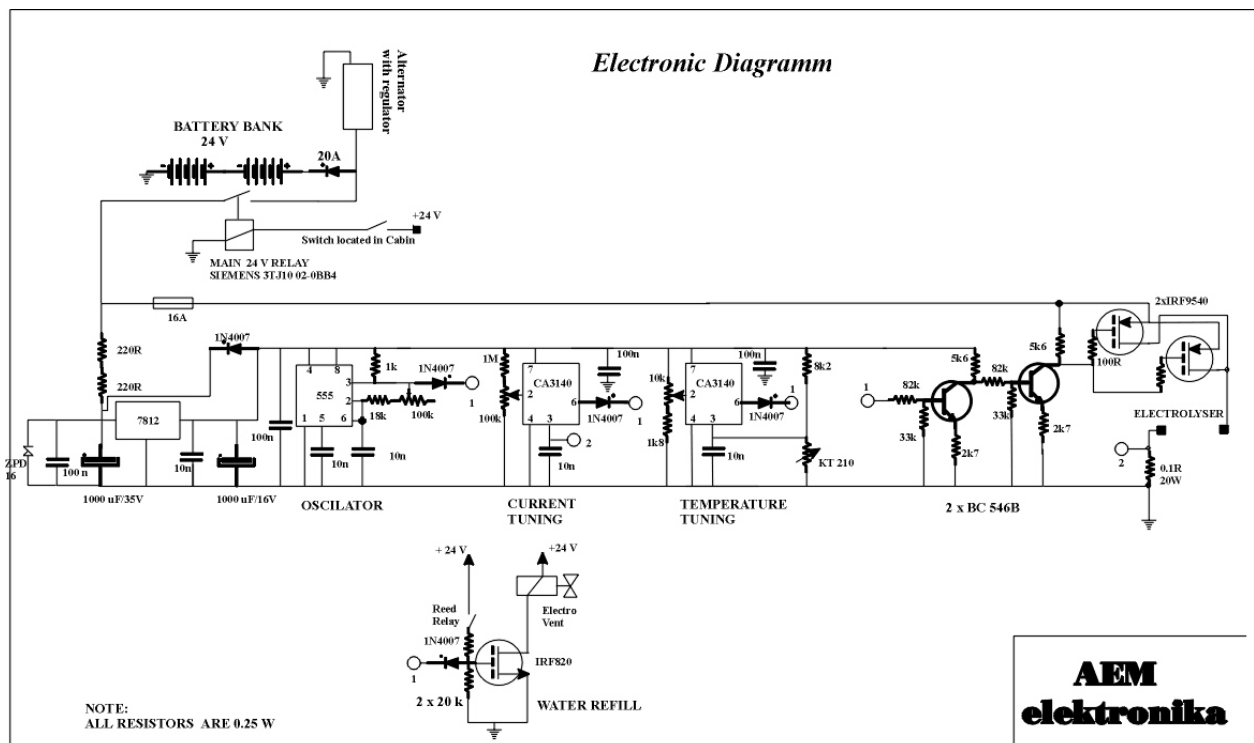 Electronic Diagramm
Alternator
with regulator
BATTERY BANK
24 V
- + - +
20A
+24 V
Switch located in Cabin
MAIN 24 V RELAY
SIEMENS 3TJ10 02-0BB4
16A
2xIRF9540
220R
220R
1N4007
7812
ZPD
16
100 n
10n
100n
1000 uF/35V
1000 uF/16V
4
8
3
555
2
6
1
5
1k
1N4007
1
18k
100k
10n
10n
OSCILATOR
1M
100k
7
2
CA3140
6
4
3
100n
1N4007
1
2
10n
CURRENT
TUNING
10k
1k8
7
2
CA3140
6
4
3
100n
1
1N4007
10n
8k2
KT 210
TEMPERATURE
TUNING
1
82k
33k
5k6
2k7
82k
33k
5k6
2k7
100R
2 x BC 546B
ELECTROLYSER
2
0.1R
20W
+ 24 V
+24 V
Reed
Relay
Electro
Vent
1N4007
1
IRF820
2 x 20 k
WATER REFILL
NOTE:
ALL RESISTORS ARE 0.25 W
AEM
elektronika